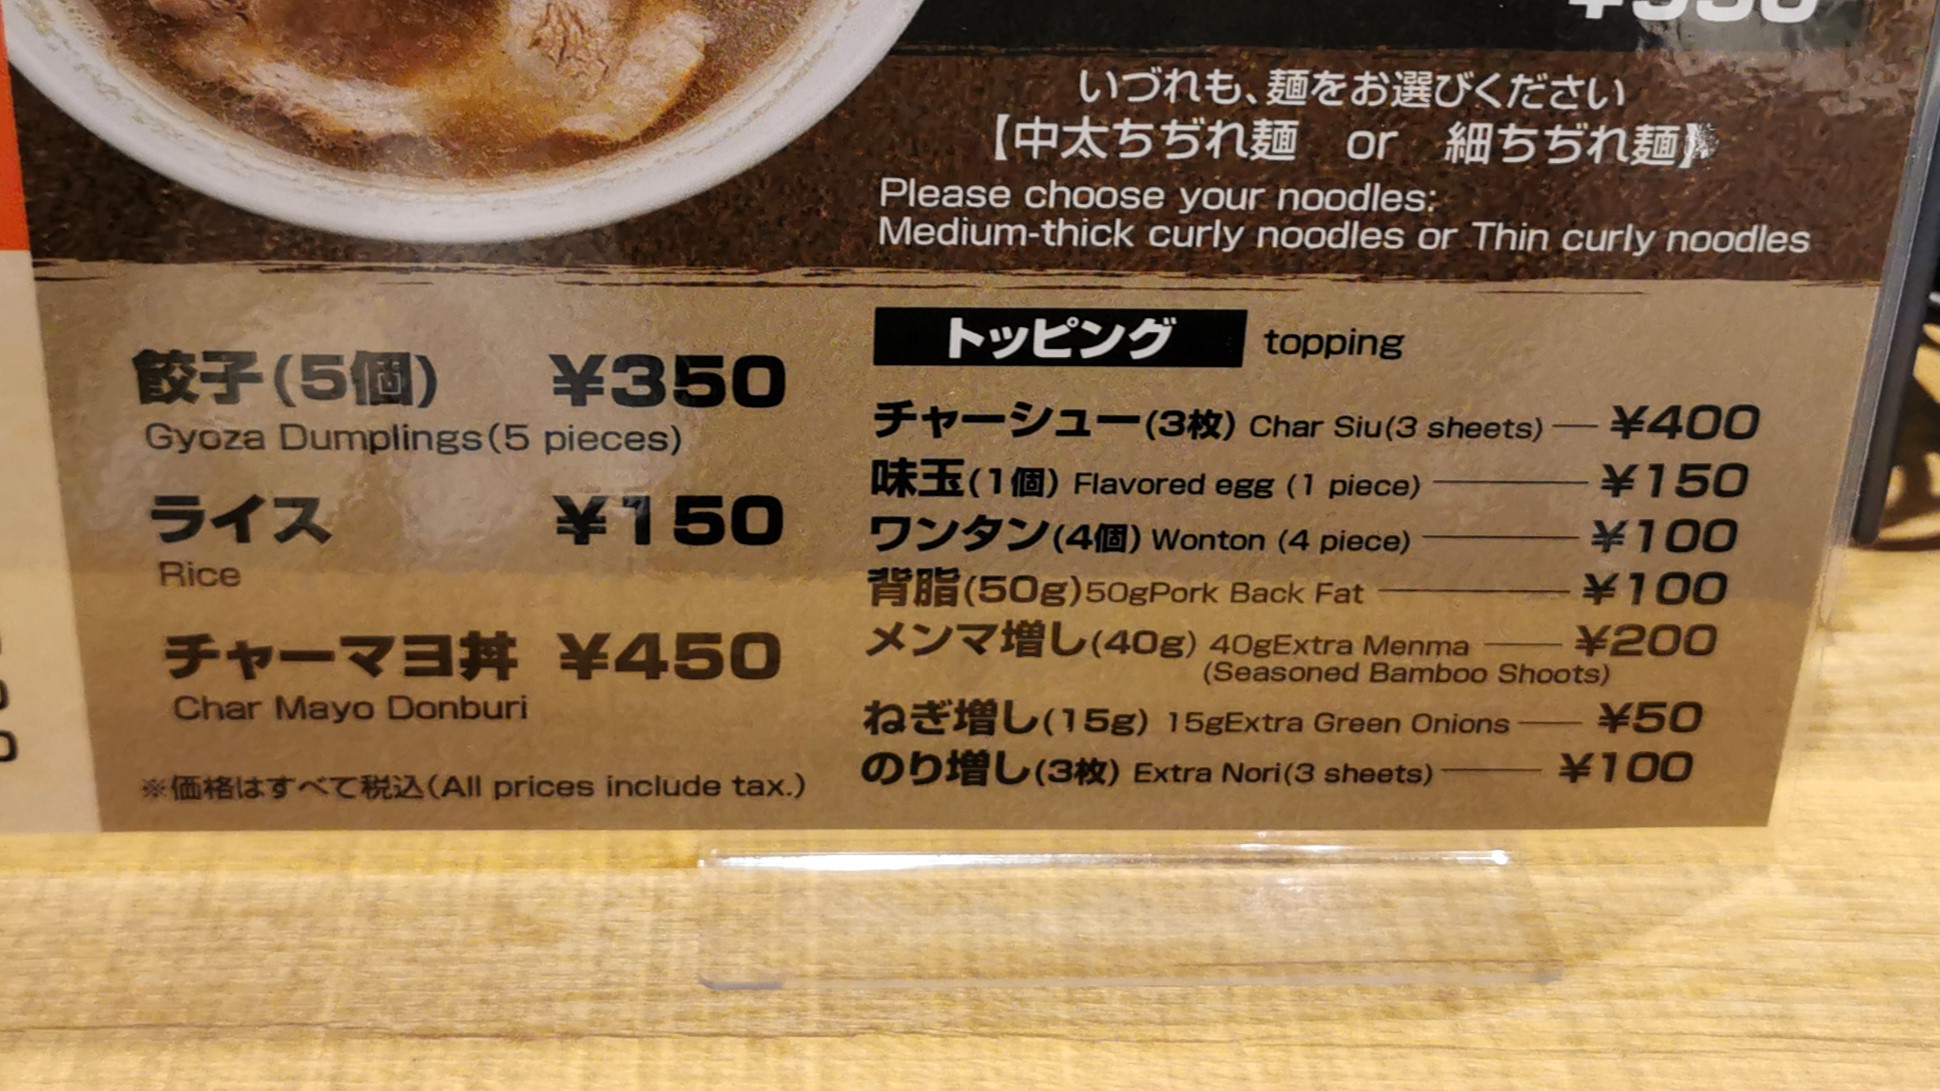 いづれも、麺をお選びください
【中太ちぢれ麺 or 細ちぢれ麺】
Please choose your noodles:
Medium-thick curly noodles or Thin curly noodles
餃子(5個) ¥350
Gyoza Dumplings(5 pieces)
ライス ¥150
Rice
チャーマヨ丼 ¥450
Char Mayo Donburi
※価格はすべて税込(All prices include tax.)
トッピング topping
チャーシュー(3枚) Char Siu(3 sheets) ¥400
味玉(1個) Flavored egg (1 piece) ¥150
ワンタン(4個) Wonton (4 piece) ¥100
背脂(50g)50gPork Back Fat ¥100
メンマ増し(40g) 40gExtra Menma ¥200
(Seasoned Bamboo Shoots)
ねぎ増し(15g) 15gExtra Green Onions ¥50
のり増し(3枚) Extra Nori(3 sheets) ¥100